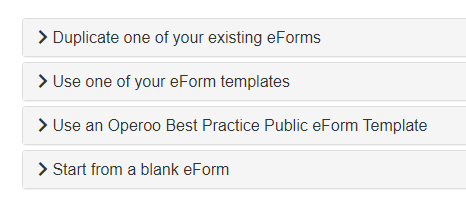 Duplicate one of your existing eForms
Use one of your eForm templates
Use an Operoo Best Practice Public eForm Template
Start from a blank eForm